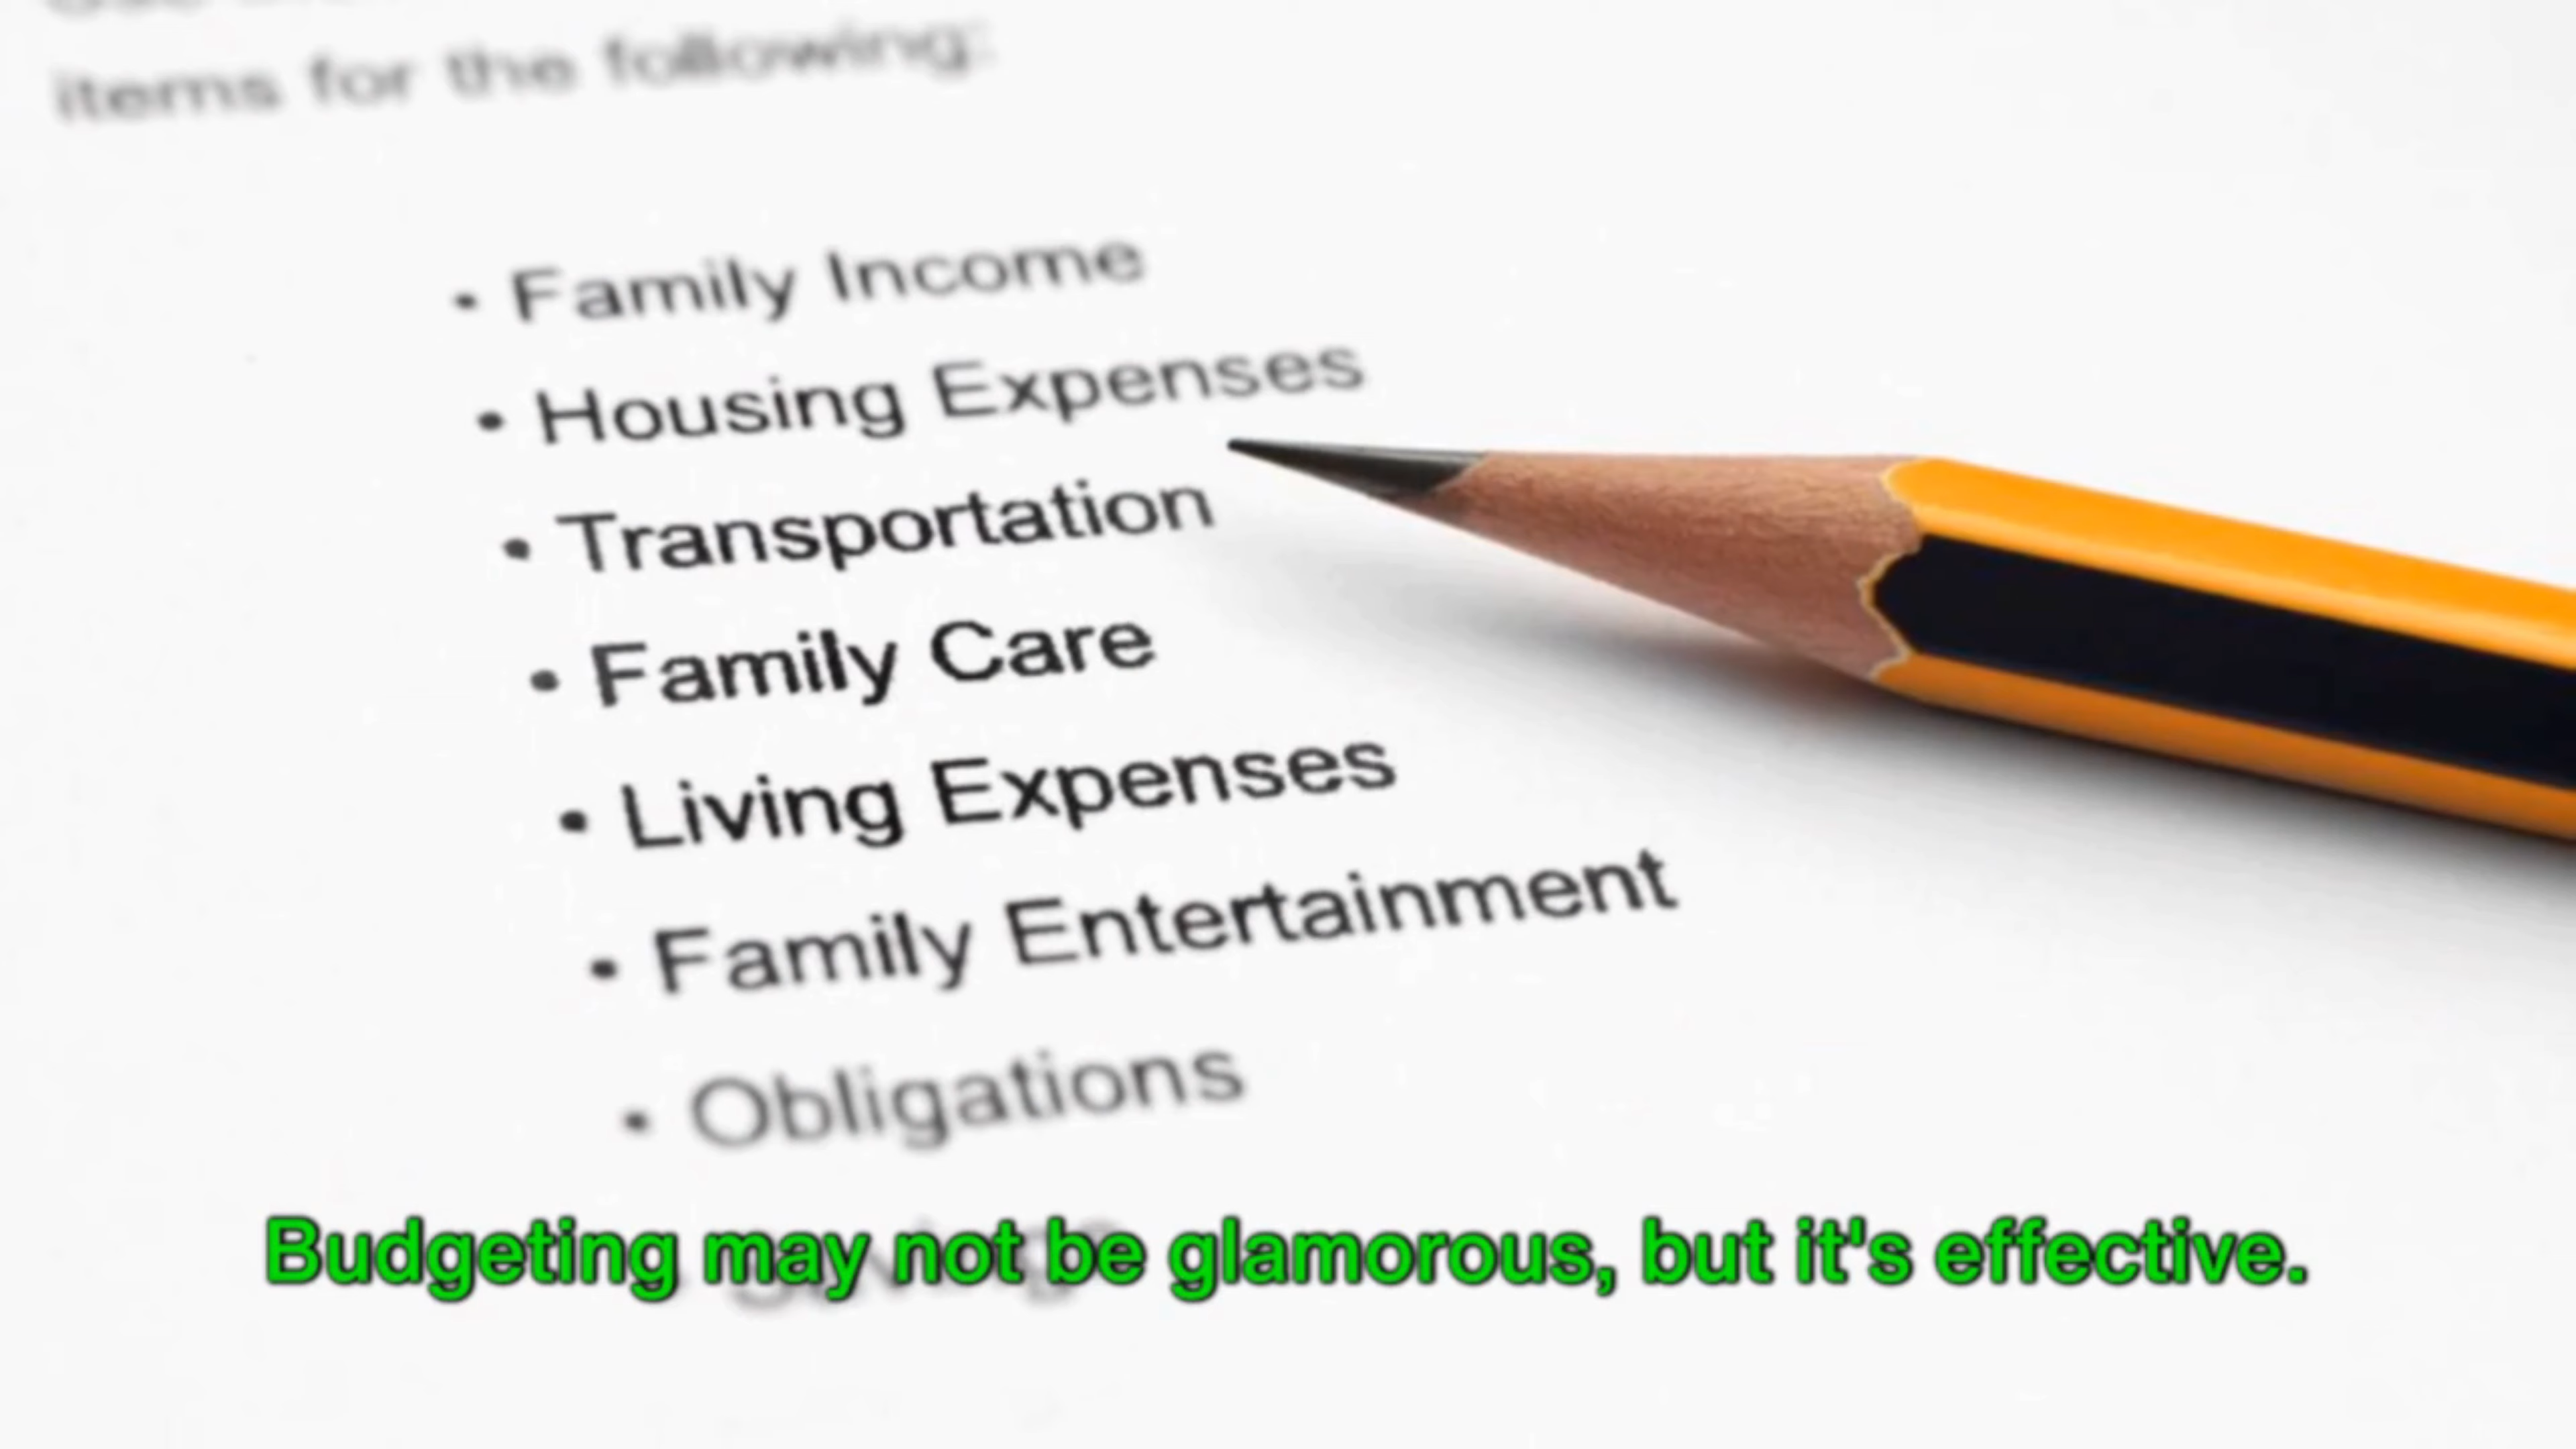 items for the following:
• Family Income
• Housing Expenses
• Transportation
• Family Care
• Living Expenses
• Family Entertainment
• Obligations
Budgeting may not be glamorous, but it's effective.